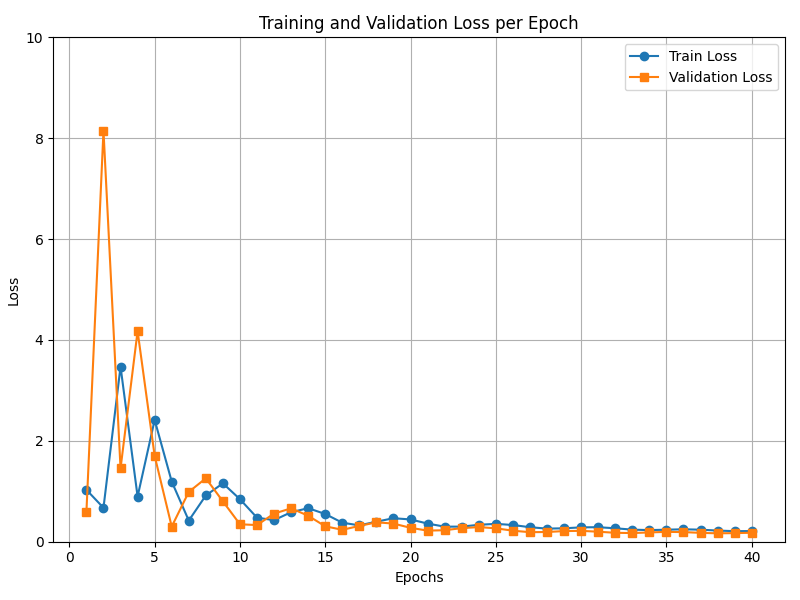 Training and Validation Loss per Epoch
Train Loss
Validation Loss
Loss
10
8
6
4
2
0
0 5 10 15 20 25 30 35 40
Epochs